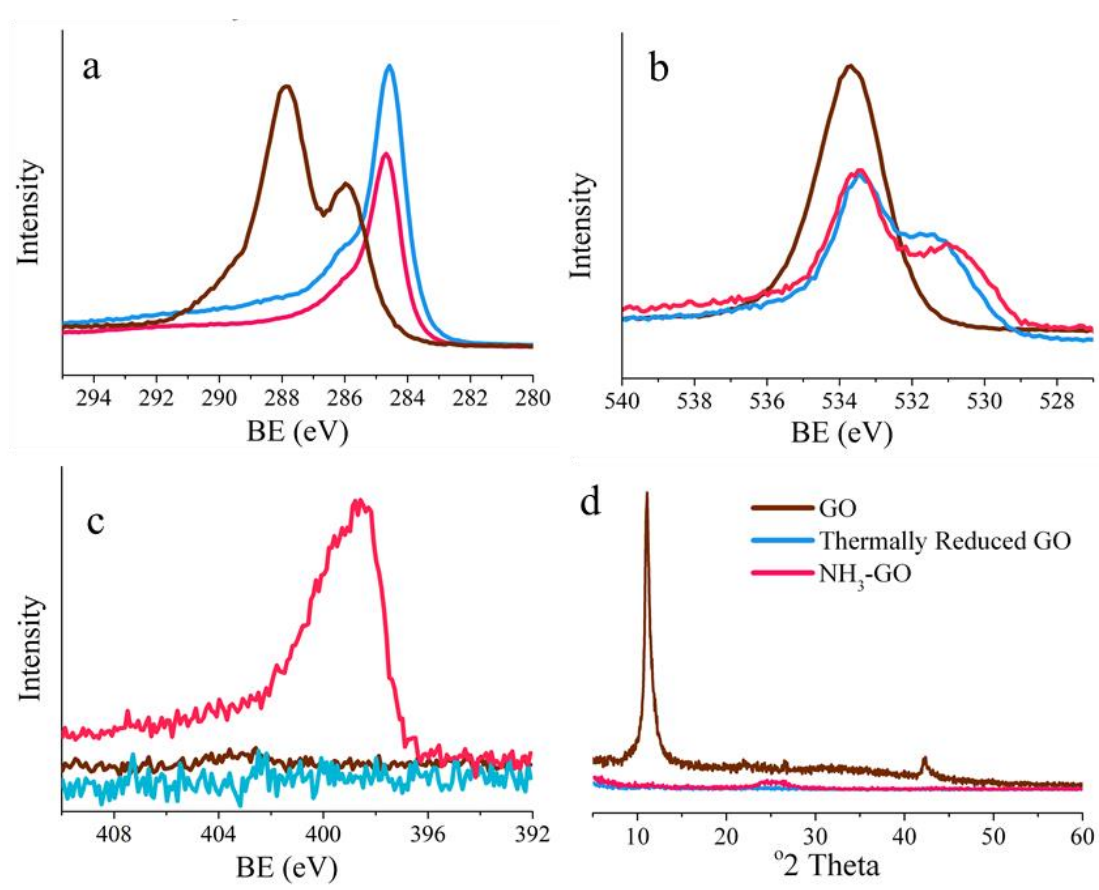 a
Intensity
294 292 290 288 286 284 282 280
BE (eV)
b
Intensity
540 538 536 534 532 530 528
BE (eV)
c
Intensity
408 404 400 396 392
BE (eV)
d
GO
Thermally Reduced GO
NH3-GO
10 20 30 40 50 60
o2 Theta